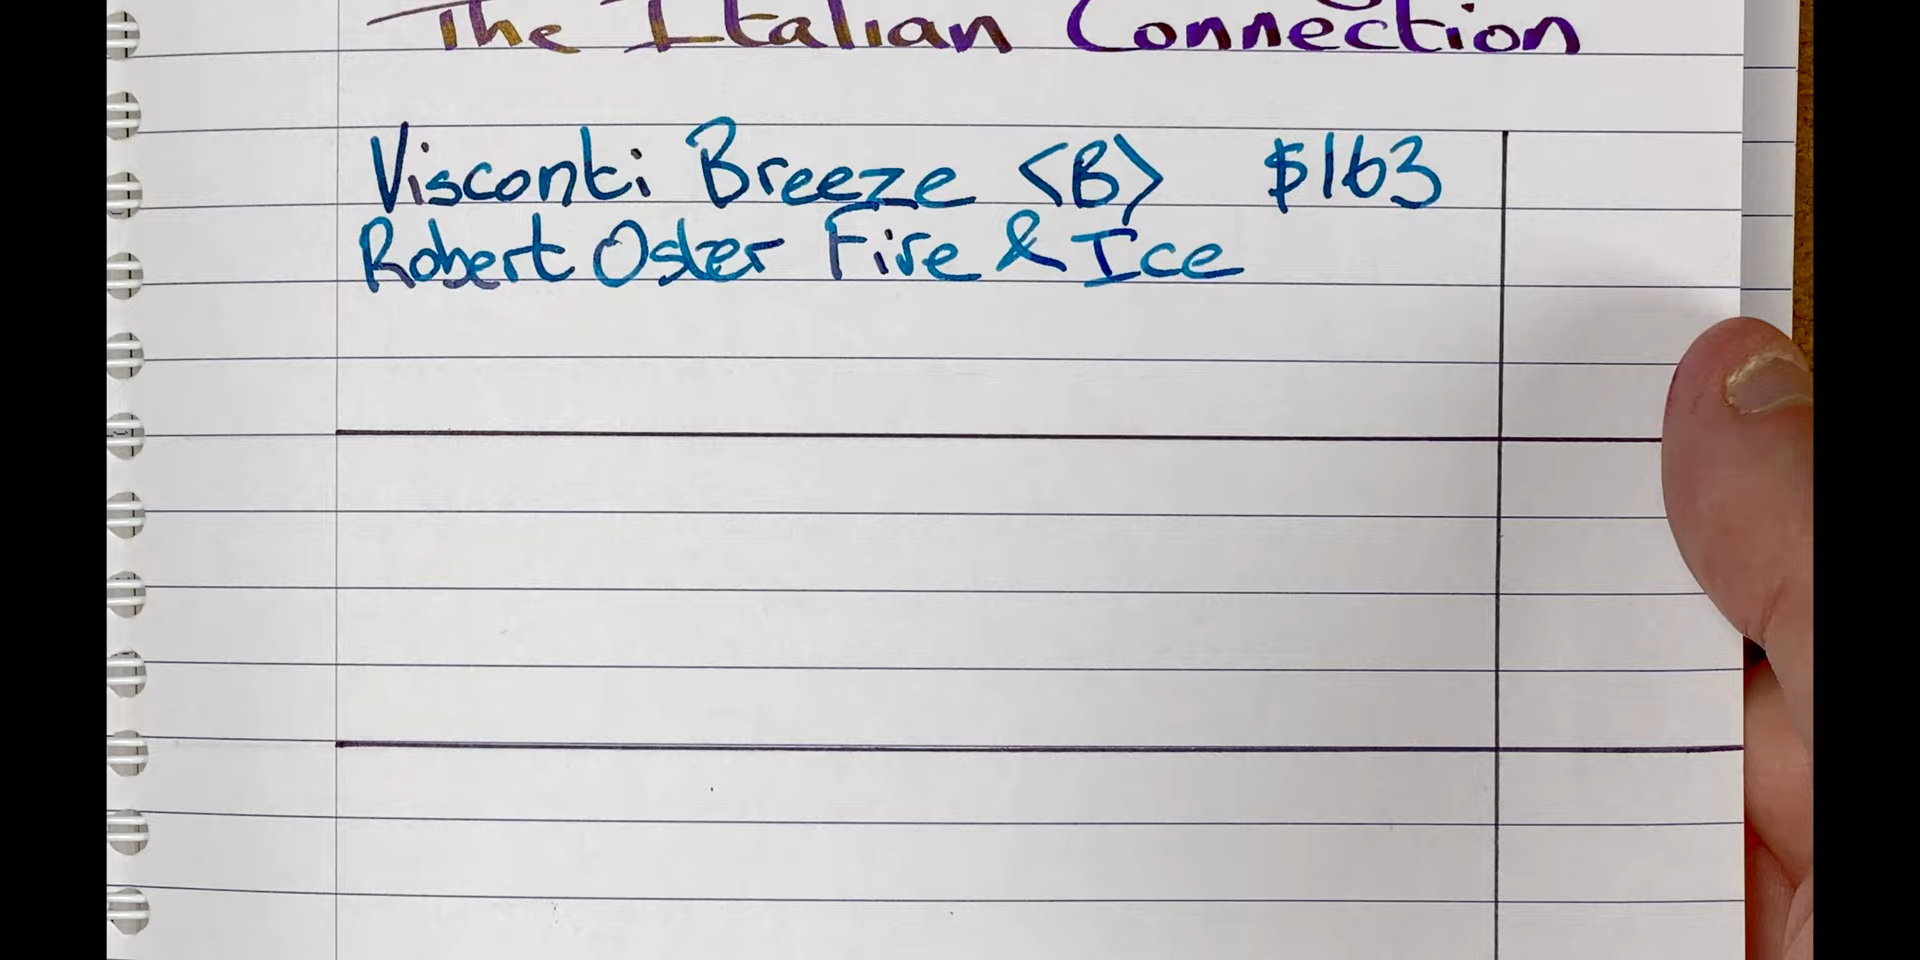 The Italian Connection
Visconti Breeze <B> $163
Robert Oster Fire & Ice